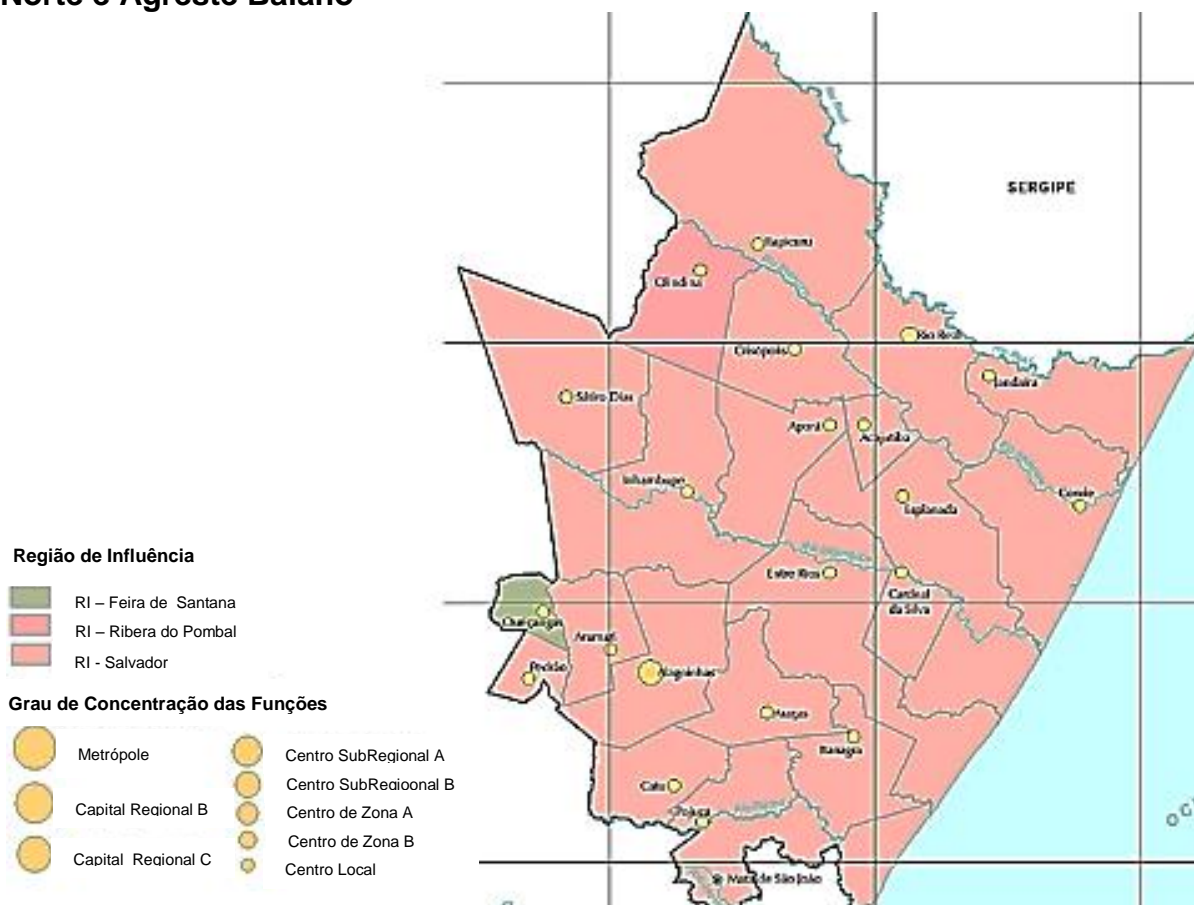 Norte e Agreste Baiano
SERGIPE
Itapicuru
Olindina
Rio Real
Crisópolis
Jandaíra
Sátiro Dias
Aporá
Acajutiba
Inhambupe
Conde
Esplanada
Região de Influência
Entre Rios
RI – Feira de Santana
Cardeal
da Silva
RI – Ribera do Pombal
Aramari
RI - Salvador
Pedrão
Alagoinhas
Grau de Concentração das Funções
Araças
Metrópole
Centro SubRegional A
Itanagra
Centro SubRegioonal B
Catu
Capital Regional B
Centro de Zona A
Pojuca
Centro de Zona B
Capital Regional C
Centro Local
Mata de São João